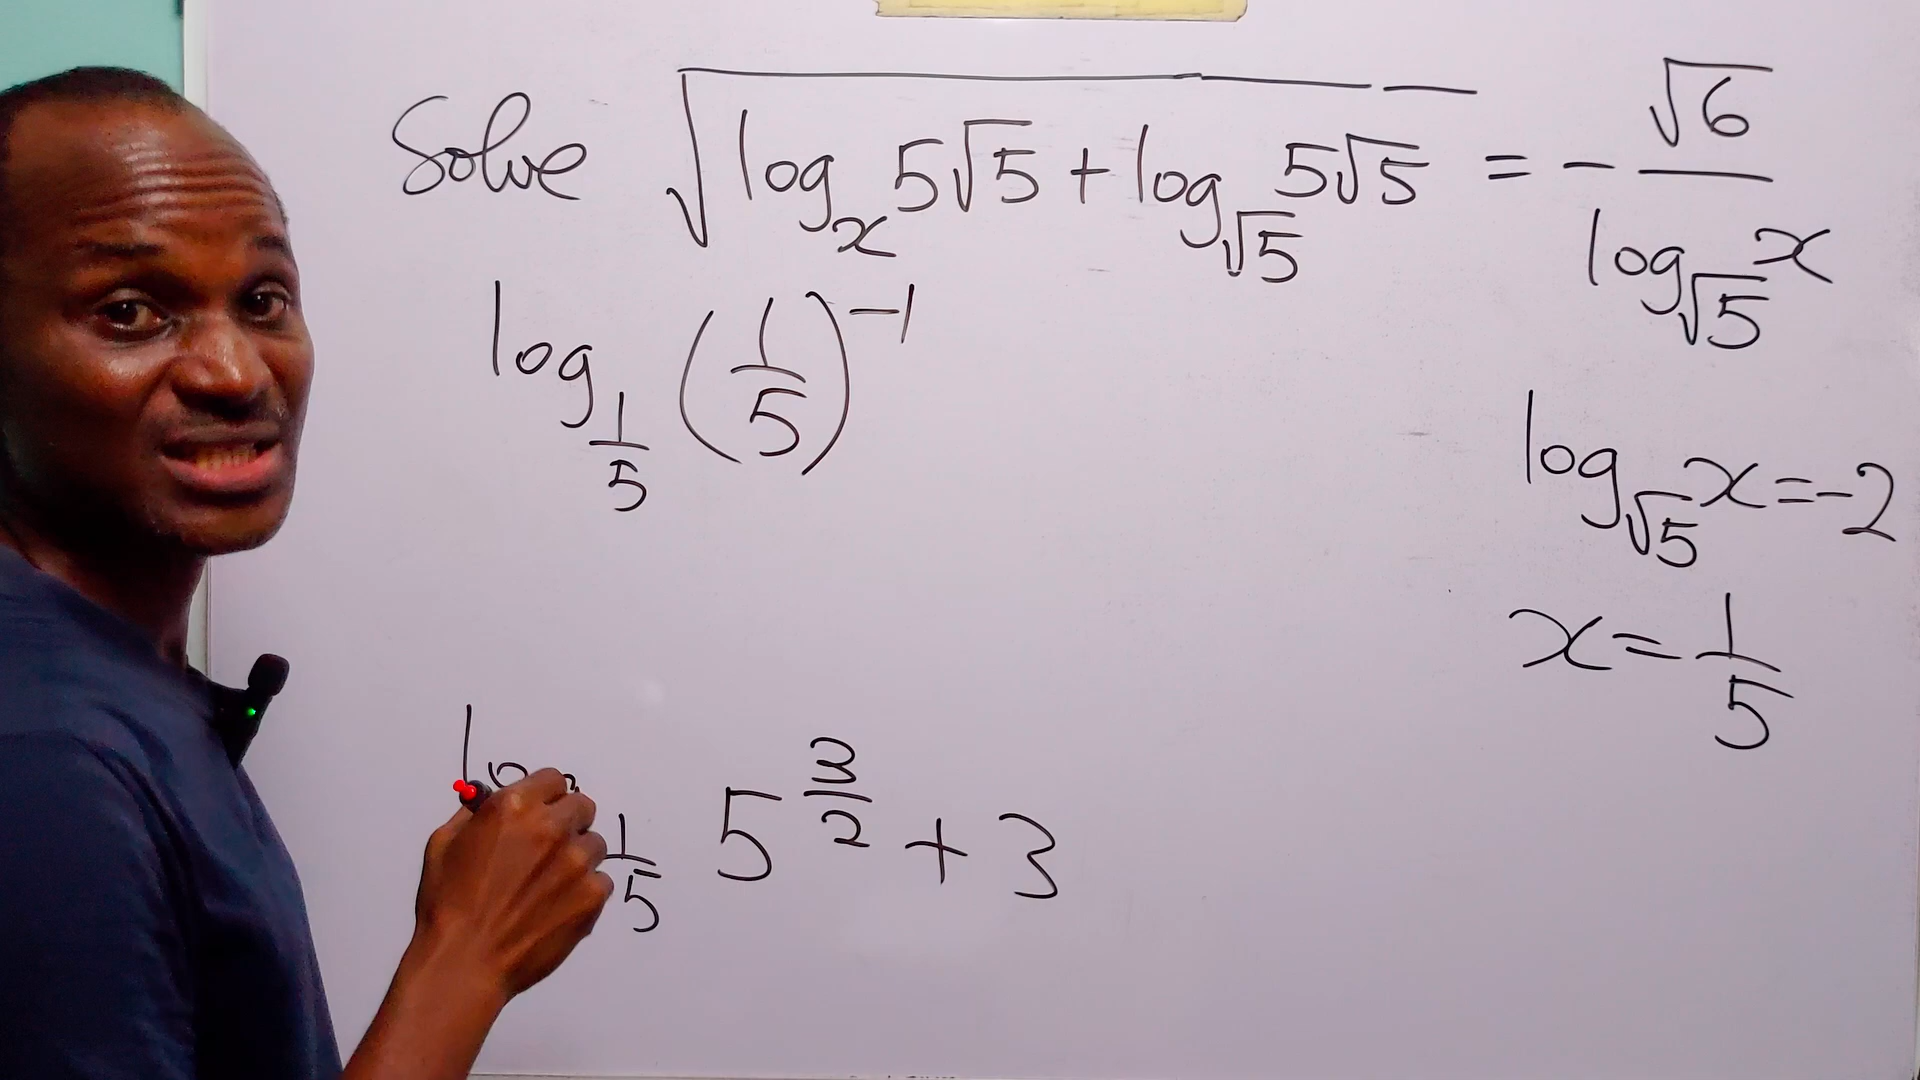 Solve √(log_x 5√5 + log_√5 5√5) = - √6 / log_√5 x
log_1/5 (1/5)^-1
log_√5 x = -2
x = 1/5
log_1/5 5^3/2 + 3